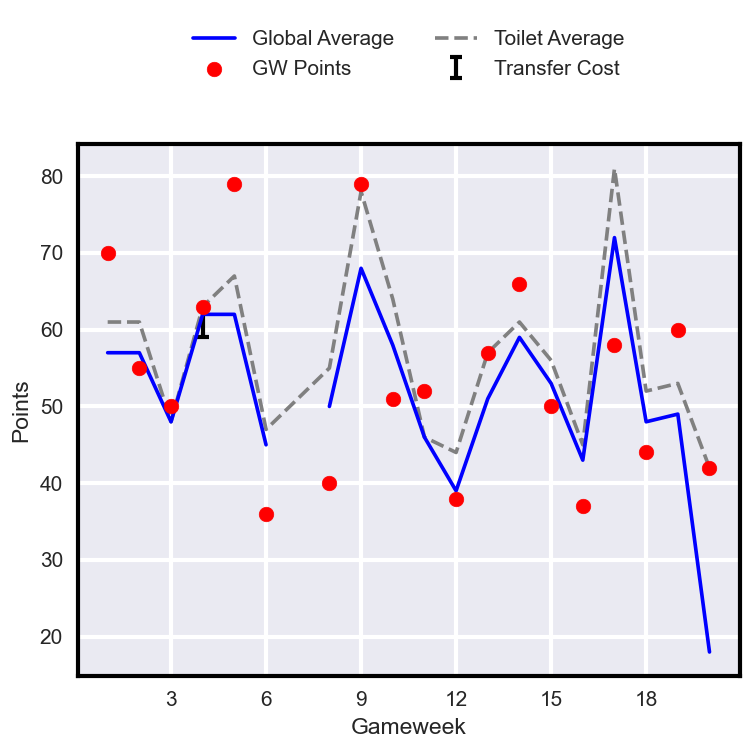 Global Average
Toilet Average
GW Points
Transfer Cost
80
70
60
50
40
30
20
Points
3 6 9 12 15 18
Gameweek